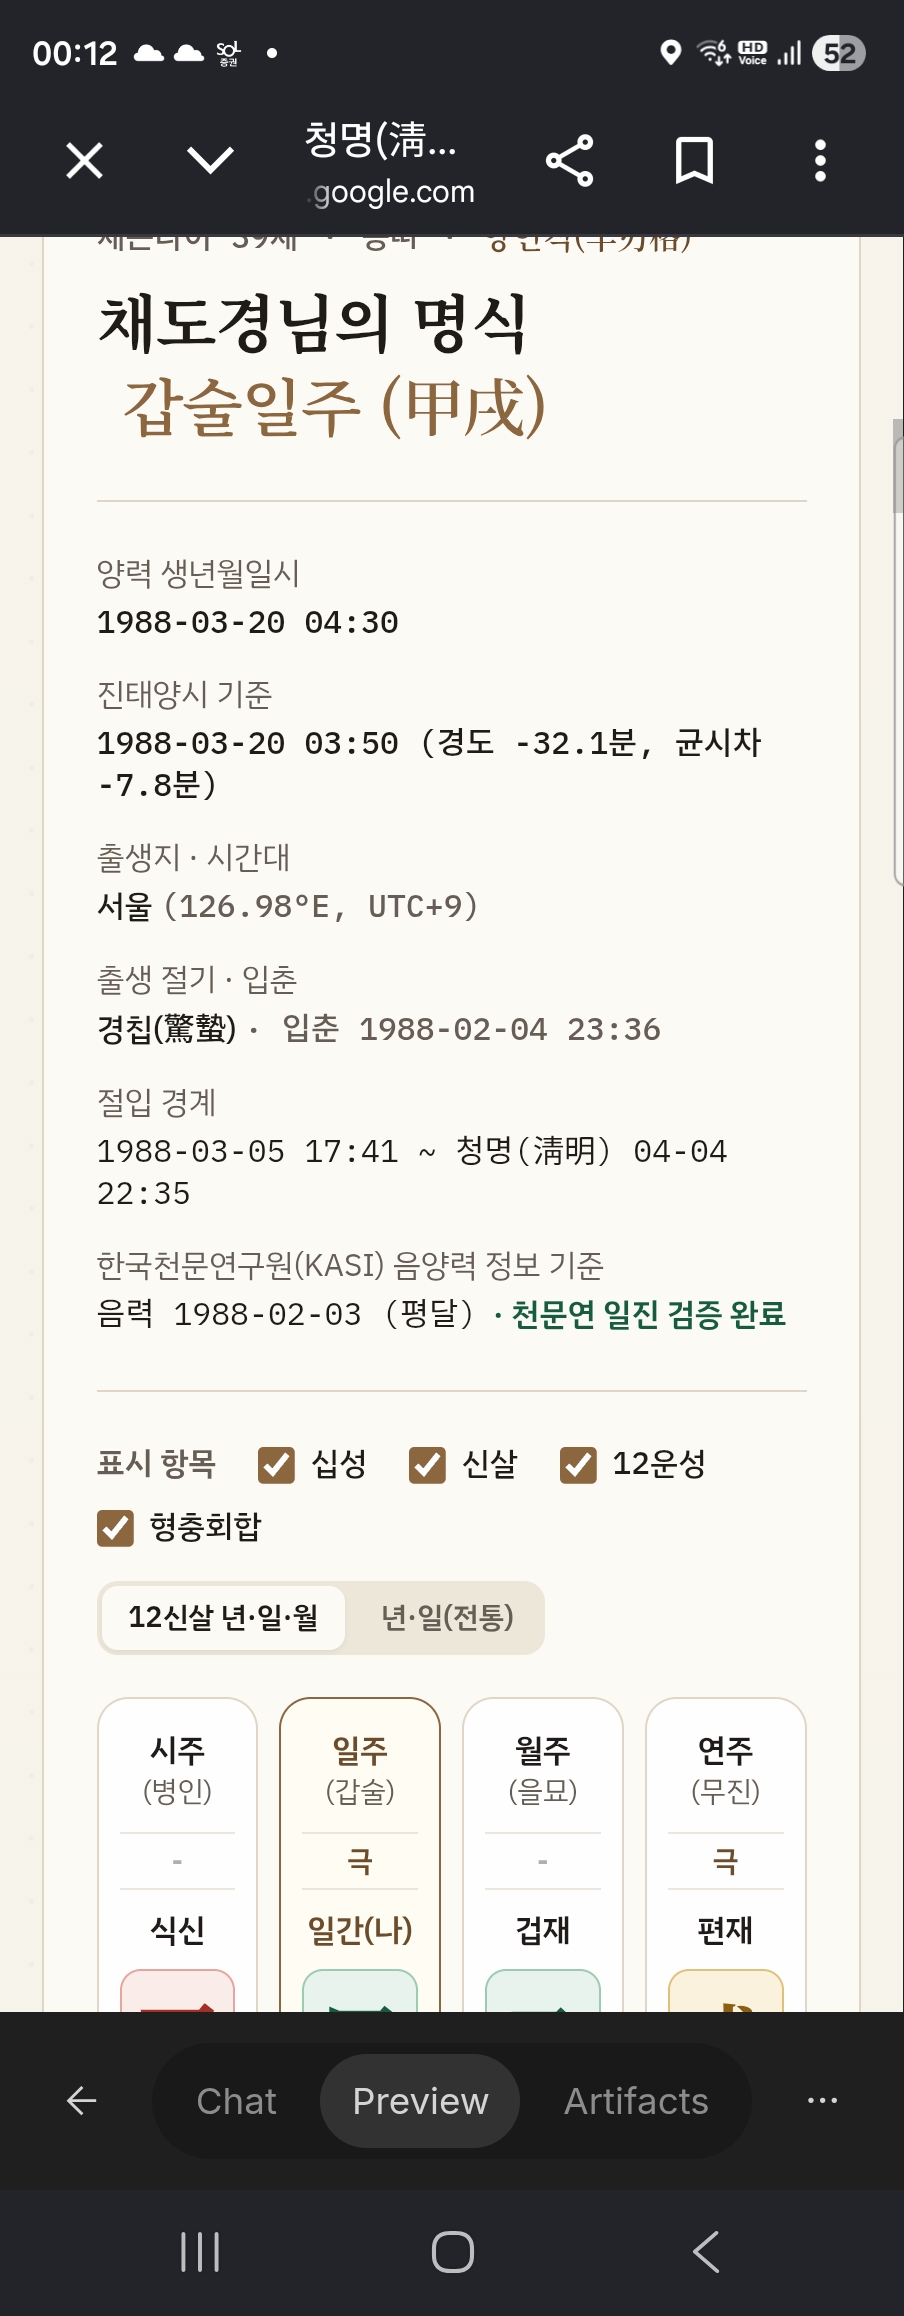 00:12
SOL
증권
6
HD
Voice
52
청명(淸...
.google.com
채도경님의 명식
갑술일주 (甲戌)
양력 생년월일시
1988-03-20 04:30
진태양시 기준
1988-03-20 03:50 (경도 -32.1분, 균시차
-7.8분)
출생지 · 시간대
서울 (126.98°E, UTC+9)
출생 절기 · 입춘
경칩(驚蟄) · 입춘 1988-02-04 23:36
절입 경계
1988-03-05 17:41 ~ 청명(淸明) 04-04
22:35
한국천문연구원(KASI) 음양력 정보 기준
음력 1988-02-03 (평달) · 천문연 일진 검증 완료
표시 항목 십성 신살 12운성
형충회합
12신살 년·일·월 년·일(전통)
시주 일주 월주 연주
(병인) (갑술) (을묘) (무진)
- 극 - 극
식신 일간(나) 겁재 편재
Chat Preview Artifacts